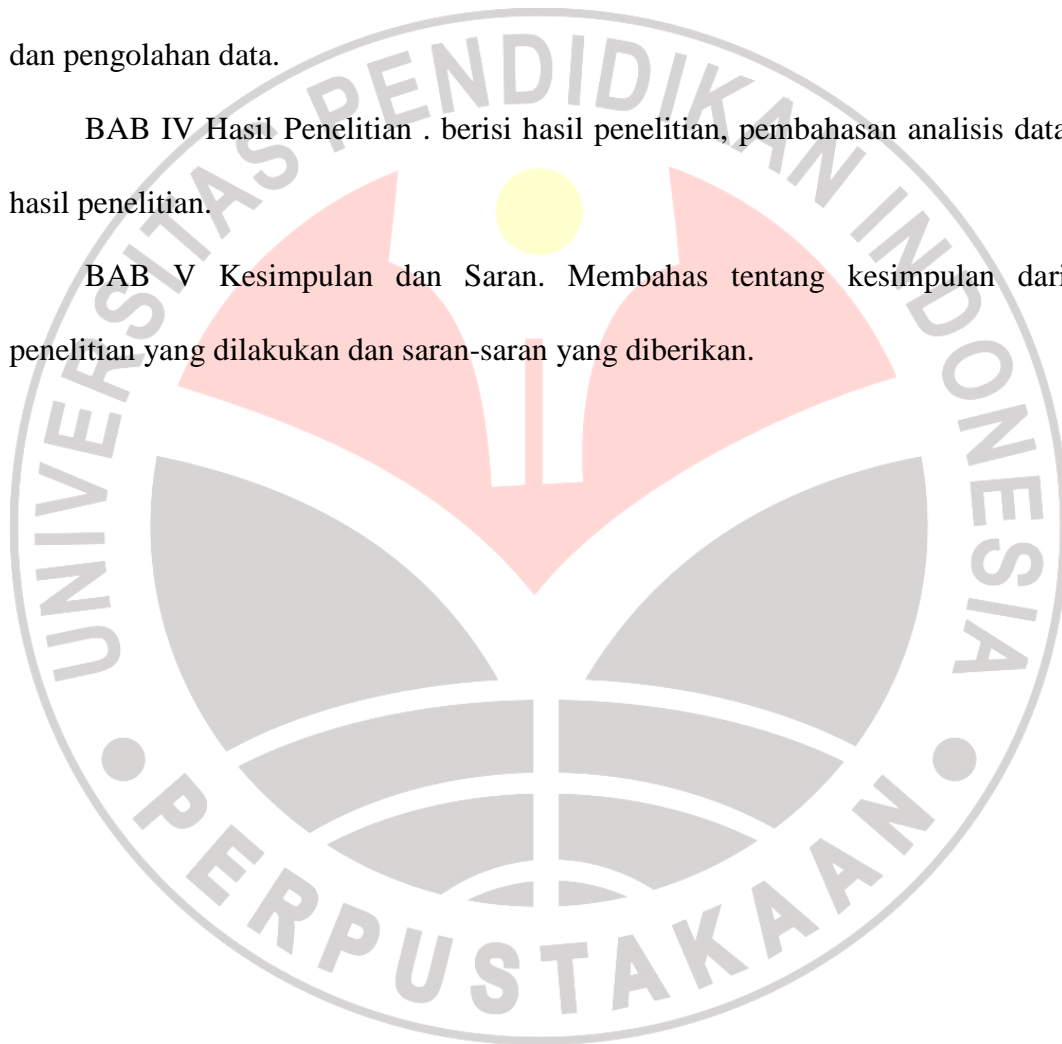 dan pengolahan data.
BAB IV Hasil Penelitian . berisi hasil penelitian, pembahasan analisis data
hasil penelitian.
BAB V Kesimpulan dan Saran. Membahas tentang kesimpulan dari
penelitian yang dilakukan dan saran-saran yang diberikan.
UNIVERSITAS PENDIDIKAN INDONESIA
PERPUSTAKAAN